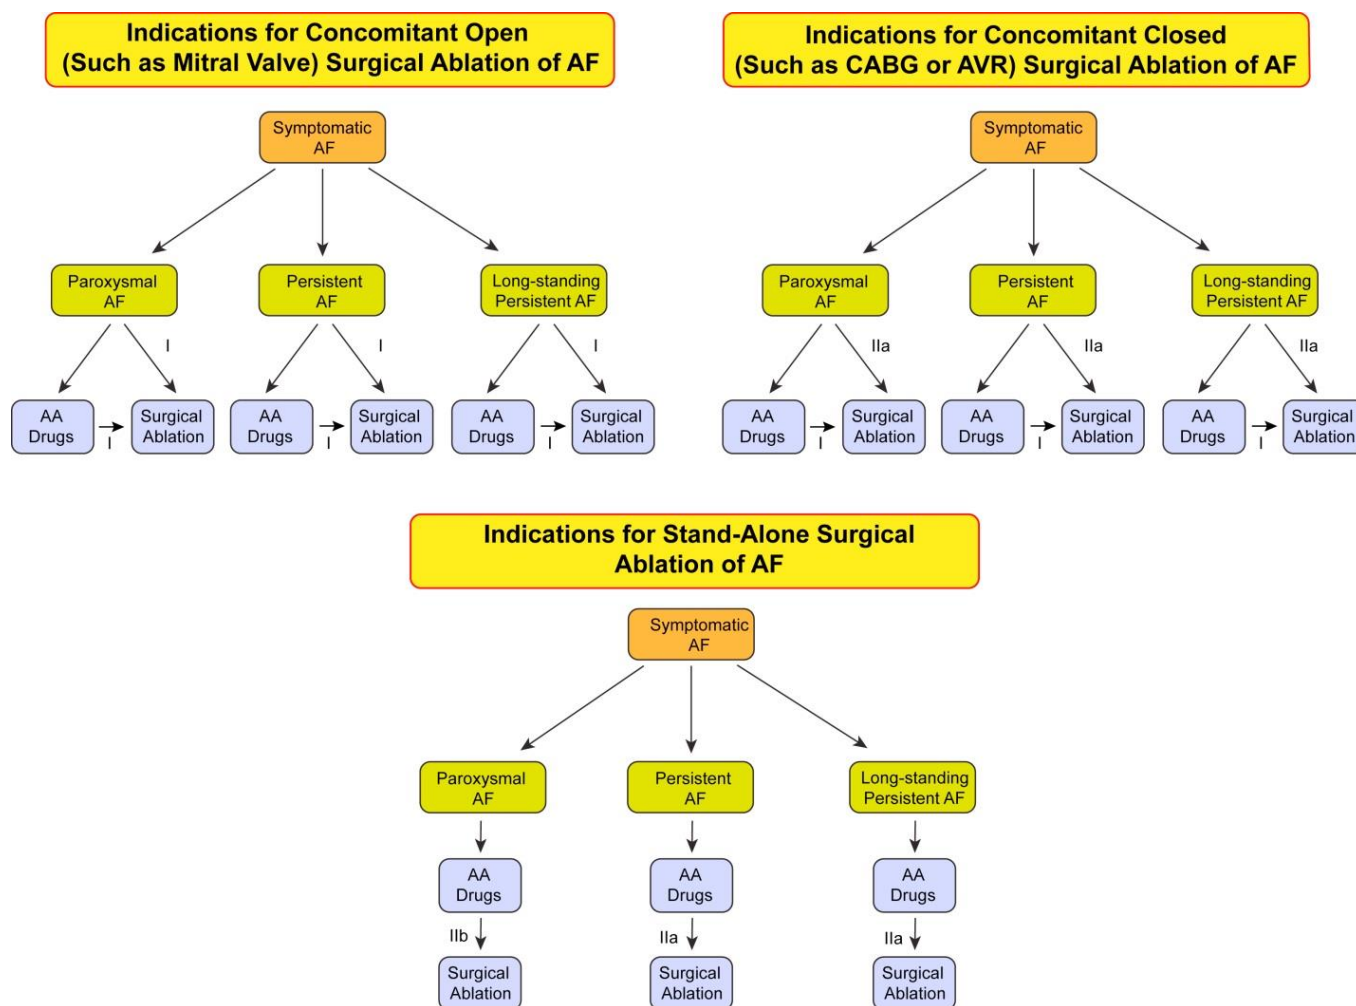 Indications for Concomitant Open
(Such as Mitral Valve) Surgical Ablation of AF
Symptomatic
AF
Paroxysmal
AF
Persistent
AF
Long-standing
Persistent AF
I
I
I
AA
Drugs
I
Surgical
Ablation
AA
Drugs
I
Surgical
Ablation
AA
Drugs
I
Surgical
Ablation
Indications for Concomitant Closed
(Such as CABG or AVR) Surgical Ablation of AF
Symptomatic
AF
Paroxysmal
AF
Persistent
AF
Long-standing
Persistent AF
IIa
IIa
IIa
AA
Drugs
I
Surgical
Ablation
AA
Drugs
I
Surgical
Ablation
AA
Drugs
I
Surgical
Ablation
Indications for Stand-Alone Surgical
Ablation of AF
Symptomatic
AF
Paroxysmal
AF
Persistent
AF
Long-standing
Persistent AF
AA
Drugs
AA
Drugs
AA
Drugs
IIb
IIa
IIa
Surgical
Ablation
Surgical
Ablation
Surgical
Ablation